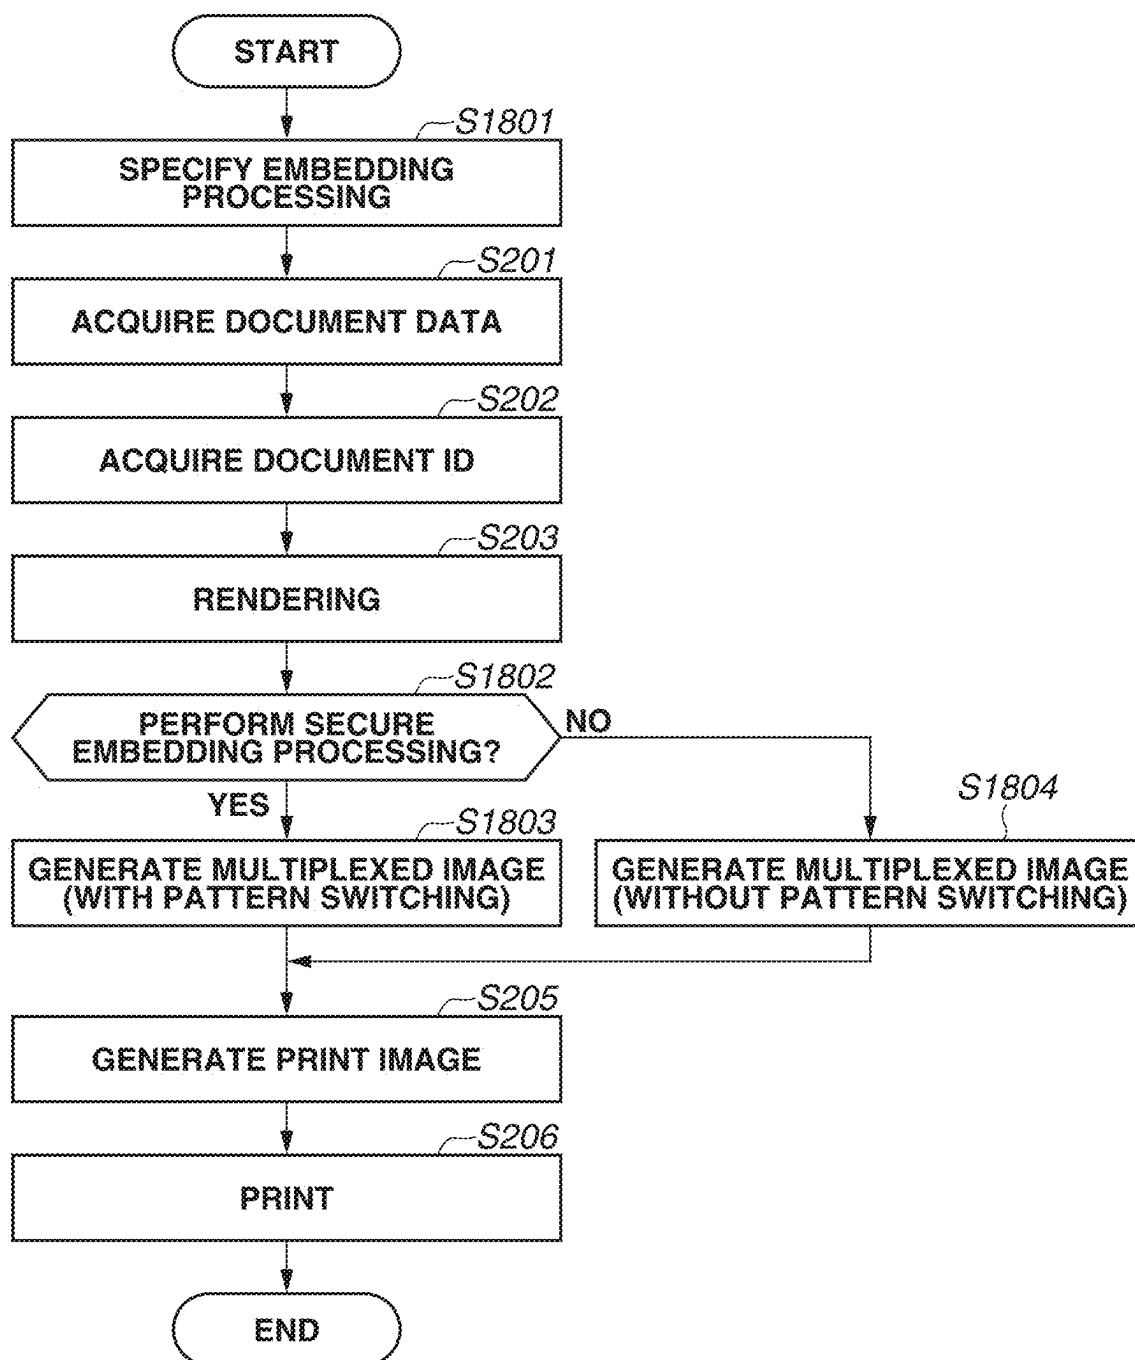 START
S1801
SPECIFY EMBEDDING
PROCESSING
S201
ACQUIRE DOCUMENT DATA
S202
ACQUIRE DOCUMENT ID
S203
RENDERING
S1802
PERFORM SECURE
EMBEDDING PROCESSING?
NO
YES
S1803
GENERATE MULTIPLEXED IMAGE
(WITH PATTERN SWITCHING)
S1804
GENERATE MULTIPLEXED IMAGE
(WITHOUT PATTERN SWITCHING)
S205
GENERATE PRINT IMAGE
S206
PRINT
END